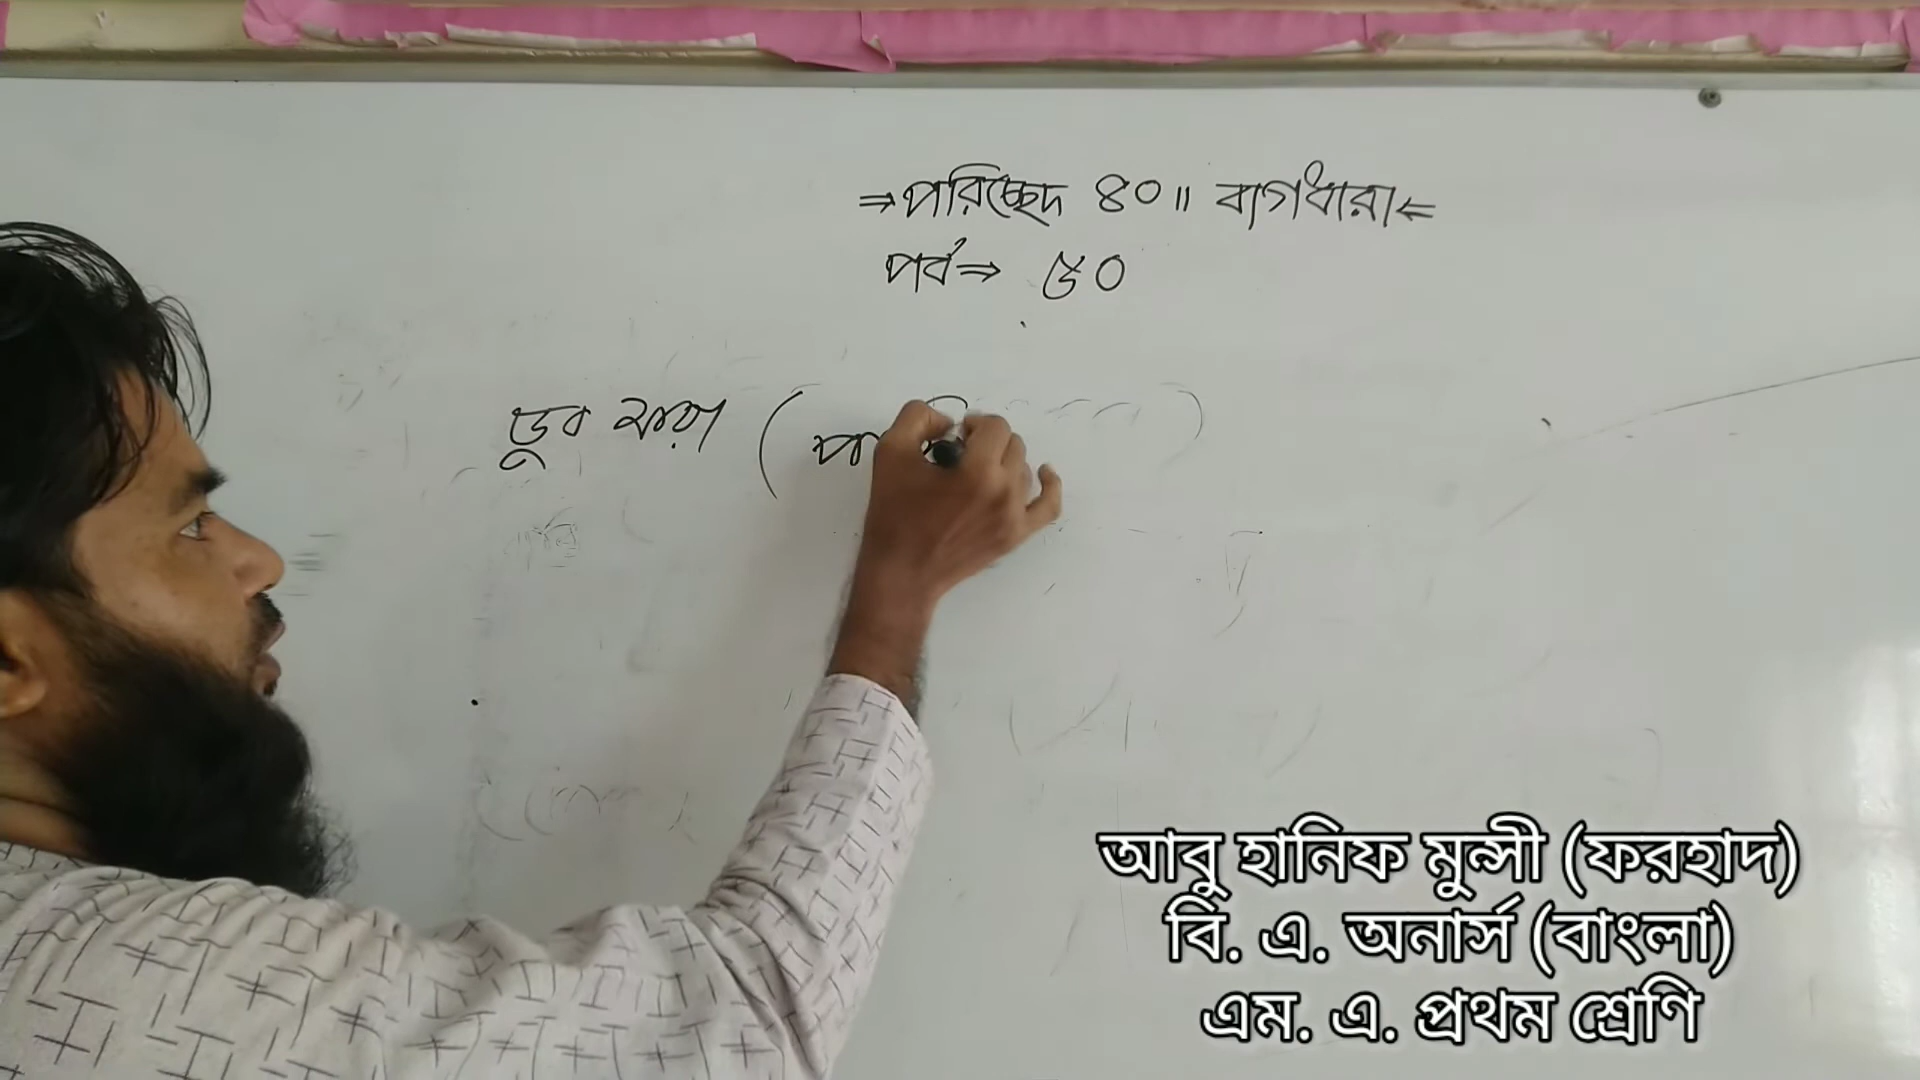 ⇒পরিচ্ছেদ ৪০॥ বাগধারা⇐
পর্ব⇒ ৫০
ডুব মারা (
আবু হানিফ মুন্সী (ফরহাদ)
বি. এ. অনার্স (বাংলা)
এম. এ. প্রথম শ্রেণি